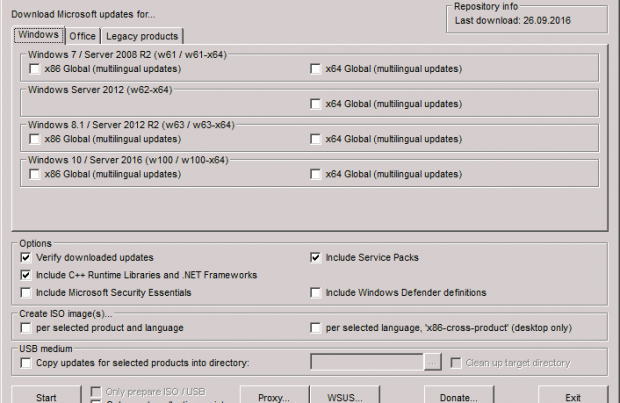 Download Microsoft updates for...
Repository info
Last download: 26.09.2016
Windows Office Legacy products
Windows 7 / Server 2008 R2 (w61 / w61-x64)
x86 Global (multilingual updates) x64 Global (multilingual updates)
Windows Server 2012 (w62-x64)
x64 Global (multilingual updates)
Windows 8.1 / Server 2012 R2 (w63 / w63-x64)
x86 Global (multilingual updates) x64 Global (multilingual updates)
Windows 10 / Server 2016 (w100 / w100-x64)
x86 Global (multilingual updates) x64 Global (multilingual updates)
Options
Verify downloaded updates Include Service Packs
Include C++ Runtime Libraries and .NET Frameworks
Include Microsoft Security Essentials Include Windows Defender definitions
Create ISO image(s)...
per selected product and language per selected language, 'x86-cross-product' (desktop only)
USB medium
Copy updates for selected products into directory: ... Clean up target directory
Only prepare ISO / USB
Start Proxy... WSUS... Donate... Exit